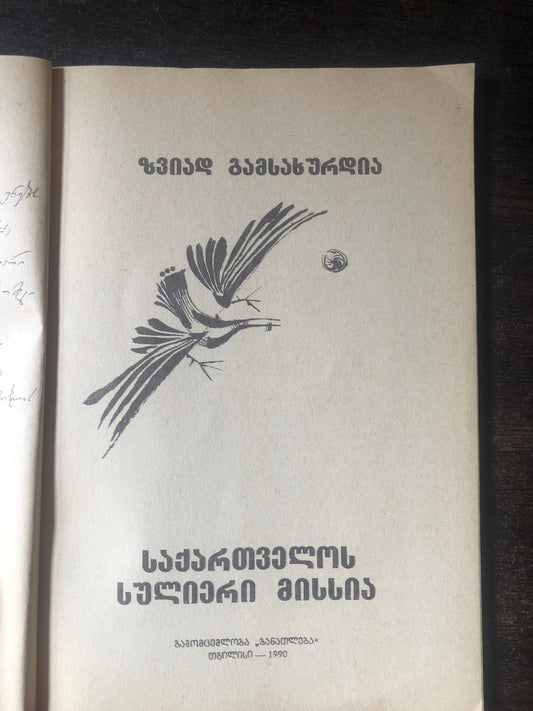 ზვიად გამსახურდია
საქართველოს
სულიერი მისსია
გამომცემლობა „განათლება“
თბილისი — 1990